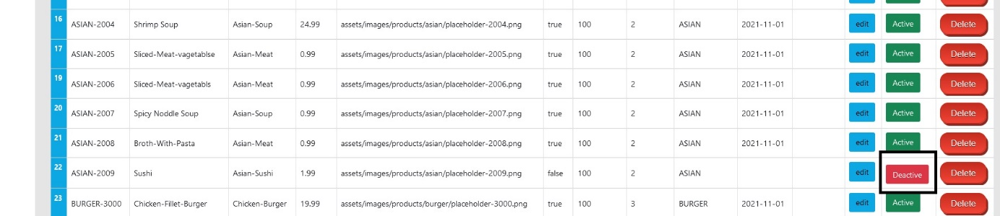 16 ASIAN-2004 Shrimp Soup Asian-Soup 24.99 assets/images/products/asian/placeholder-2004.png true 100 2 ASIAN 2021-11-01 edit Active Delete
17 ASIAN-2005 Sliced-Meat-vagetablse Asian-Meat 0.99 assets/images/products/asian/placeholder-2005.png true 100 2 ASIAN 2021-11-01 edit Active Delete
19 ASIAN-2006 Sliced-Meat-vagetabls Asian-Meat 0.99 assets/images/products/asian/placeholder-2006.png true 100 2 ASIAN 2021-11-01 edit Active Delete
20 ASIAN-2007 Spicy Noddle Soup Asian-Soup 0.99 assets/images/products/asian/placeholder-2007.png true 100 2 ASIAN 2021-11-01 edit Active Delete
21 ASIAN-2008 Broth-With-Pasta Asian-Meat 0.99 assets/images/products/asian/placeholder-2008.png true 100 2 ASIAN 2021-11-01 edit Active Delete
22 ASIAN-2009 Sushi Asian-Sushi 1.99 assets/images/products/asian/placeholder-2009.png false 100 2 ASIAN edit Deactive Delete
23 BURGER-3000 Chicken-Fillet-Burger Chicken-Burger 19.99 assets/images/products/burger/placeholder-3000.png true 100 3 BURGER 2021-11-01 edit Active Delete